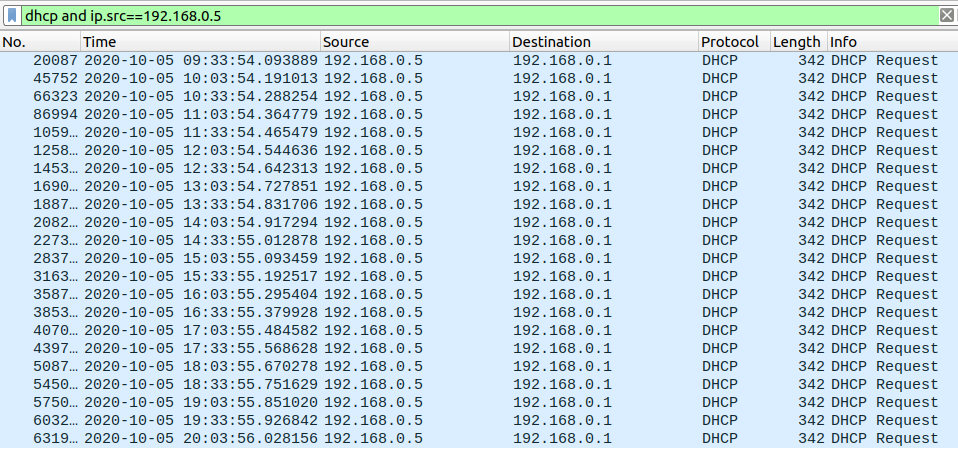 dhcp and ip.src==192.168.0.5
No. Time Source Destination Protocol Length Info
20087 2020-10-05 09:33:54.093889 192.168.0.5 192.168.0.1 DHCP 342 DHCP Request
45752 2020-10-05 10:03:54.191013 192.168.0.5 192.168.0.1 DHCP 342 DHCP Request
66323 2020-10-05 10:33:54.288254 192.168.0.5 192.168.0.1 DHCP 342 DHCP Request
86994 2020-10-05 11:03:54.364779 192.168.0.5 192.168.0.1 DHCP 342 DHCP Request
1059… 2020-10-05 11:33:54.465479 192.168.0.5 192.168.0.1 DHCP 342 DHCP Request
1258… 2020-10-05 12:03:54.544636 192.168.0.5 192.168.0.1 DHCP 342 DHCP Request
1453… 2020-10-05 12:33:54.642313 192.168.0.5 192.168.0.1 DHCP 342 DHCP Request
1690… 2020-10-05 13:03:54.727851 192.168.0.5 192.168.0.1 DHCP 342 DHCP Request
1887… 2020-10-05 13:33:54.831706 192.168.0.5 192.168.0.1 DHCP 342 DHCP Request
2082… 2020-10-05 14:03:54.917294 192.168.0.5 192.168.0.1 DHCP 342 DHCP Request
2273… 2020-10-05 14:33:55.012878 192.168.0.5 192.168.0.1 DHCP 342 DHCP Request
2837… 2020-10-05 15:03:55.093459 192.168.0.5 192.168.0.1 DHCP 342 DHCP Request
3163… 2020-10-05 15:33:55.192517 192.168.0.5 192.168.0.1 DHCP 342 DHCP Request
3587… 2020-10-05 16:03:55.295404 192.168.0.5 192.168.0.1 DHCP 342 DHCP Request
3853… 2020-10-05 16:33:55.379928 192.168.0.5 192.168.0.1 DHCP 342 DHCP Request
4070… 2020-10-05 17:03:55.484582 192.168.0.5 192.168.0.1 DHCP 342 DHCP Request
4397… 2020-10-05 17:33:55.568628 192.168.0.5 192.168.0.1 DHCP 342 DHCP Request
5087… 2020-10-05 18:03:55.670278 192.168.0.5 192.168.0.1 DHCP 342 DHCP Request
5450… 2020-10-05 18:33:55.751629 192.168.0.5 192.168.0.1 DHCP 342 DHCP Request
5750… 2020-10-05 19:03:55.851020 192.168.0.5 192.168.0.1 DHCP 342 DHCP Request
6032… 2020-10-05 19:33:55.926842 192.168.0.5 192.168.0.1 DHCP 342 DHCP Request
6319… 2020-10-05 20:03:56.028156 192.168.0.5 192.168.0.1 DHCP 342 DHCP Request